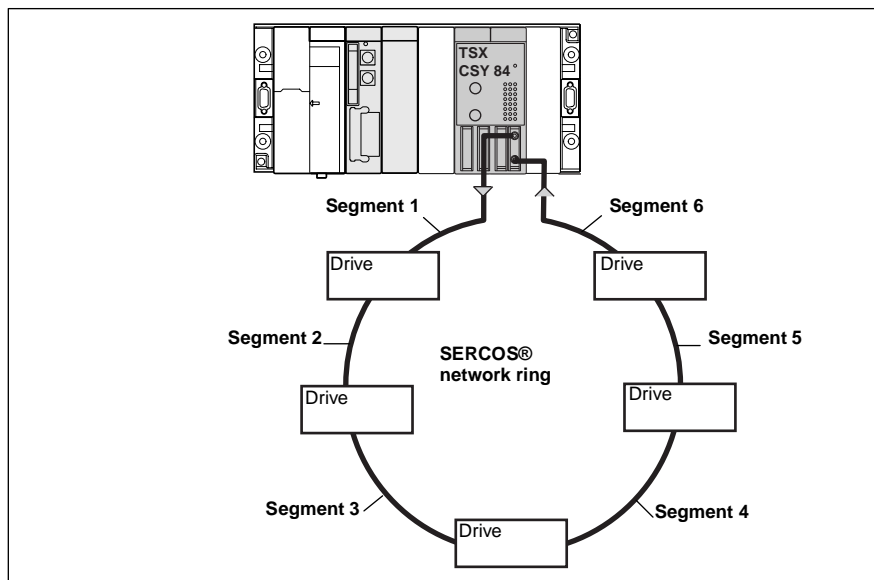 TSX
CSY 84
Segment 1
Segment 6
Drive
Drive
Segment 2
SERCOS®
network ring
Segment 5
Drive
Drive
Segment 3
Segment 4
Drive